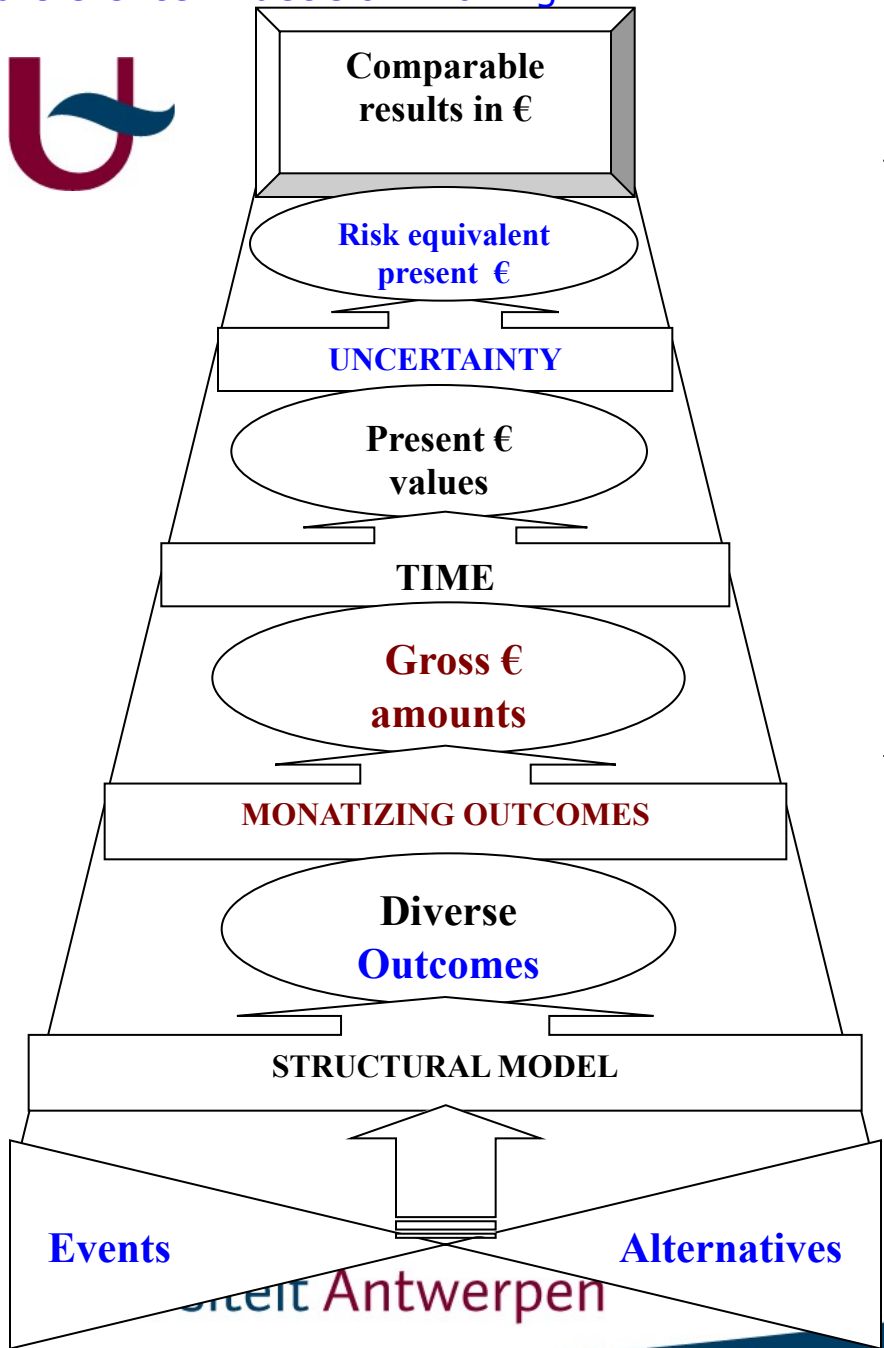 Comparable
results in €
Risk equivalent
present €
UNCERTAINTY
Present €
values
TIME
Gross €
amounts
MONATIZING OUTCOMES
Diverse
Outcomes
STRUCTURAL MODEL
Events
Alternatives
siteit Antwerpen